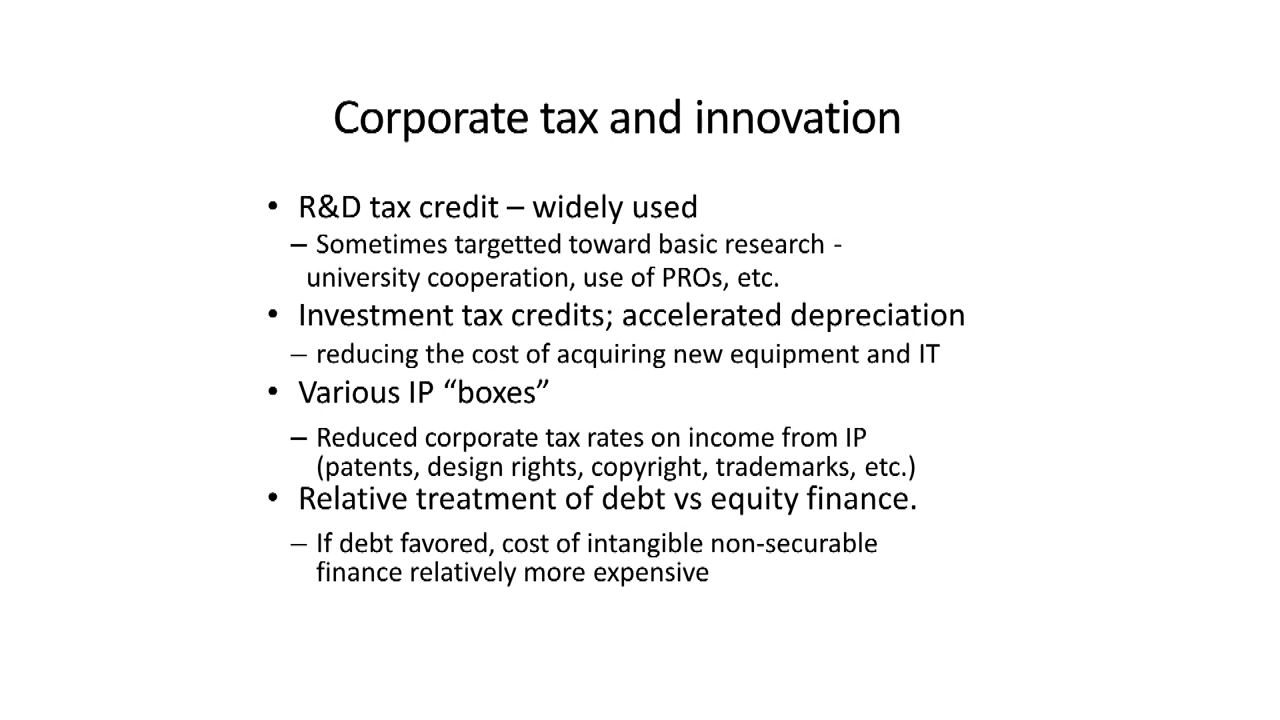 Corporate tax and innovation
• R&D tax credit – widely used
– Sometimes targetted toward basic research -
university cooperation, use of PROs, etc.
• Investment tax credits; accelerated depreciation
– reducing the cost of acquiring new equipment and IT
• Various IP “boxes”
– Reduced corporate tax rates on income from IP
(patents, design rights, copyright, trademarks, etc.)
• Relative treatment of debt vs equity finance.
– If debt favored, cost of intangible non-securable
finance relatively more expensive